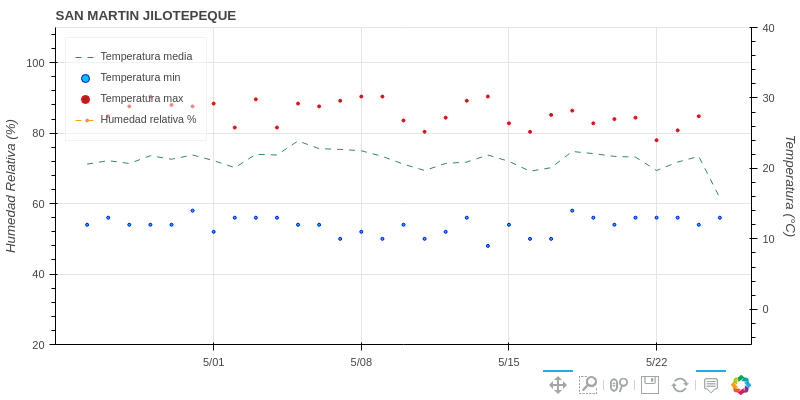 SAN MARTIN JILOTEPEQUE
Temperatura media
Temperatura min
Temperatura max
Humedad relativa %
Humedad Relativa (%)
100
80
60
40
20
40
30
20
10
0
Temperatura (°C)
5/01
5/08
5/15
5/22